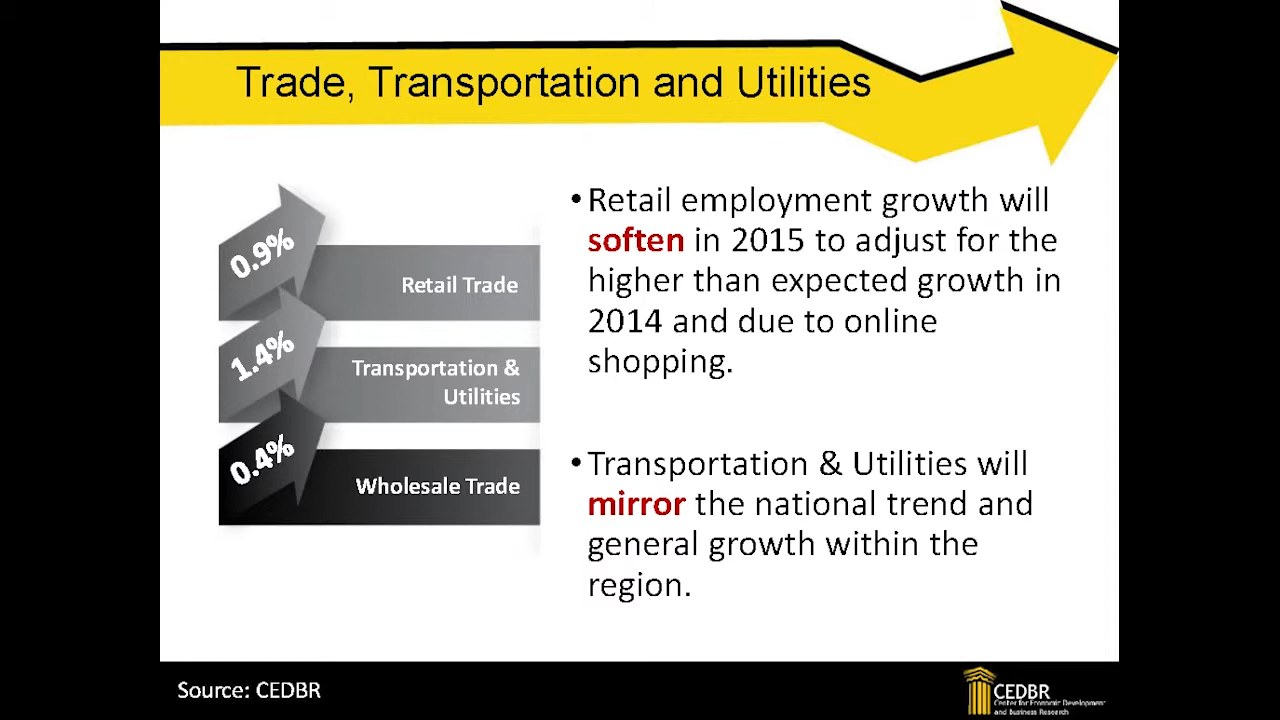 Trade, Transportation and Utilities
0.9%
Retail Trade
1.4%
Transportation &
Utilities
0.4%
Wholesale Trade
•Retail employment growth will
soften in 2015 to adjust for the
higher than expected growth in
2014 and due to online
shopping.
•Transportation & Utilities will
mirror the national trend and
general growth within the
region.
Source: CEDBR
CEDBR
Center for Economic Development
and Business Research